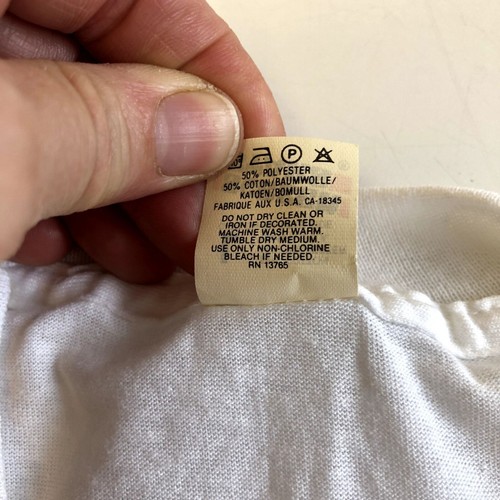 P
50% POLYESTER
50% COTON/BAUMWOLLE/
KATOEN/BOMULL
FABRIQUE AUX U.S.A. CA-18345
DO NOT DRY CLEAN OR
IRON IF DECORATED.
MACHINE WASH WARM.
TUMBLE DRY MEDIUM.
USE ONLY NON-CHLORINE
BLEACH IF NEEDED
RN 13765